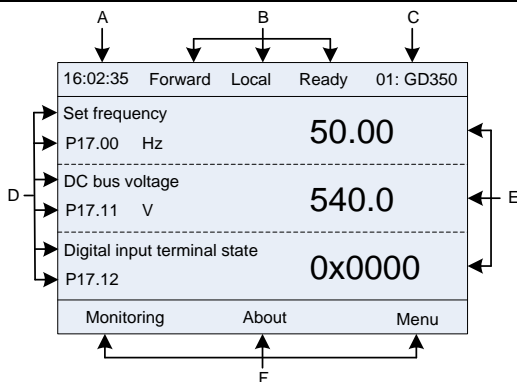 A B C
16:02:35 Forward Local Ready 01: GD350
Set frequency
P17.00 Hz 50.00
DC bus voltage
D P17.11 V 540.0 E
Digital input terminal state
P17.12 0x0000
Monitoring About Menu
F